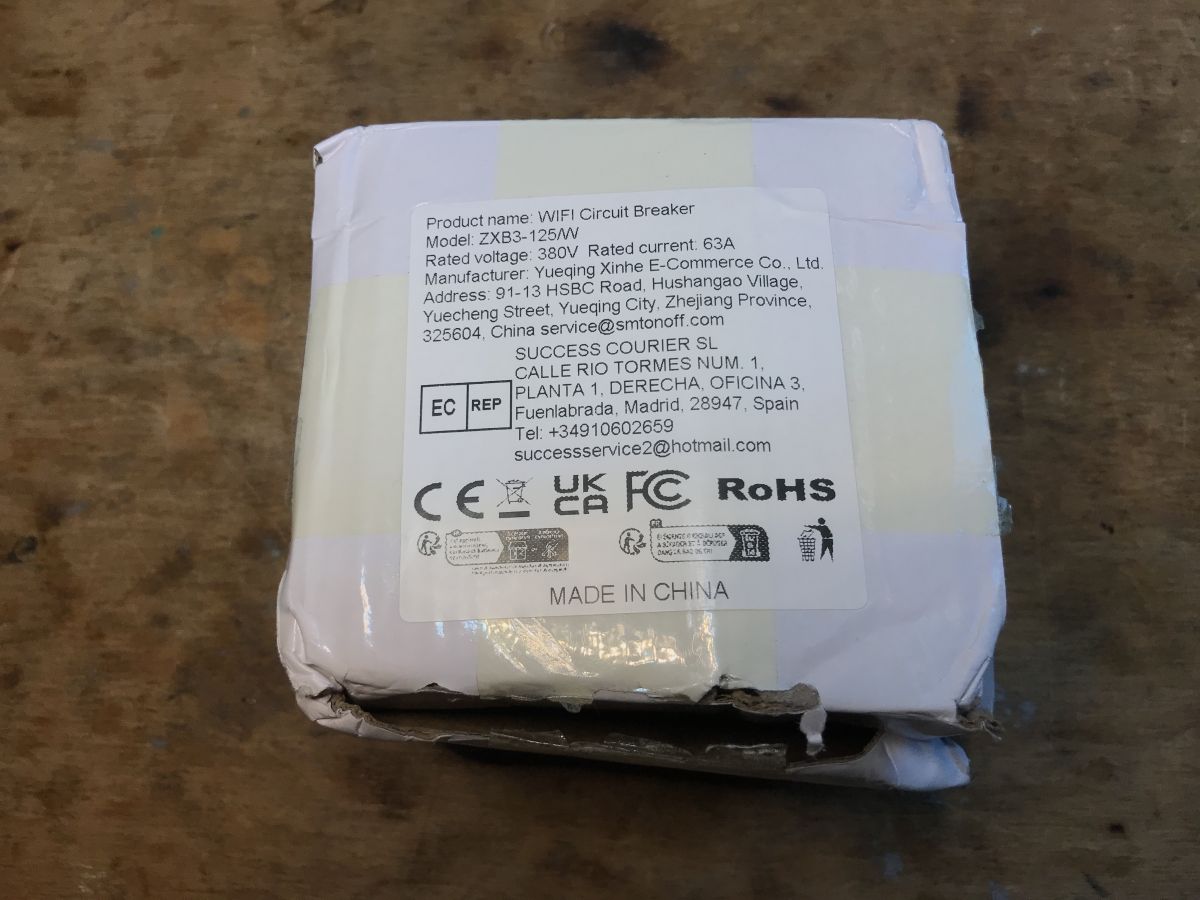 Product name: WIFI Circuit Breaker
Model: ZXB3-125/W
Rated voltage: 380V Rated current: 63A
Manufacturer: Yueqing Xinhe E-Commerce Co., Ltd.
Address: 91-13 HSBC Road, Hushangao Village,
Yuecheng Street, Yueqing City, Zhejiang Province,
325604, China service@smtonoff.com
SUCCESS COURIER SL
CALLE RIO TORMES NUM. 1,
PLANTA 1, DERECHA, OFICINA 3,
Fuenlabrada, Madrid, 28947, Spain
Tel: +34910602659
successservice2@hotmail.com
EC REP
CE UK CA FC RoHS
FR
MADE IN CHINA